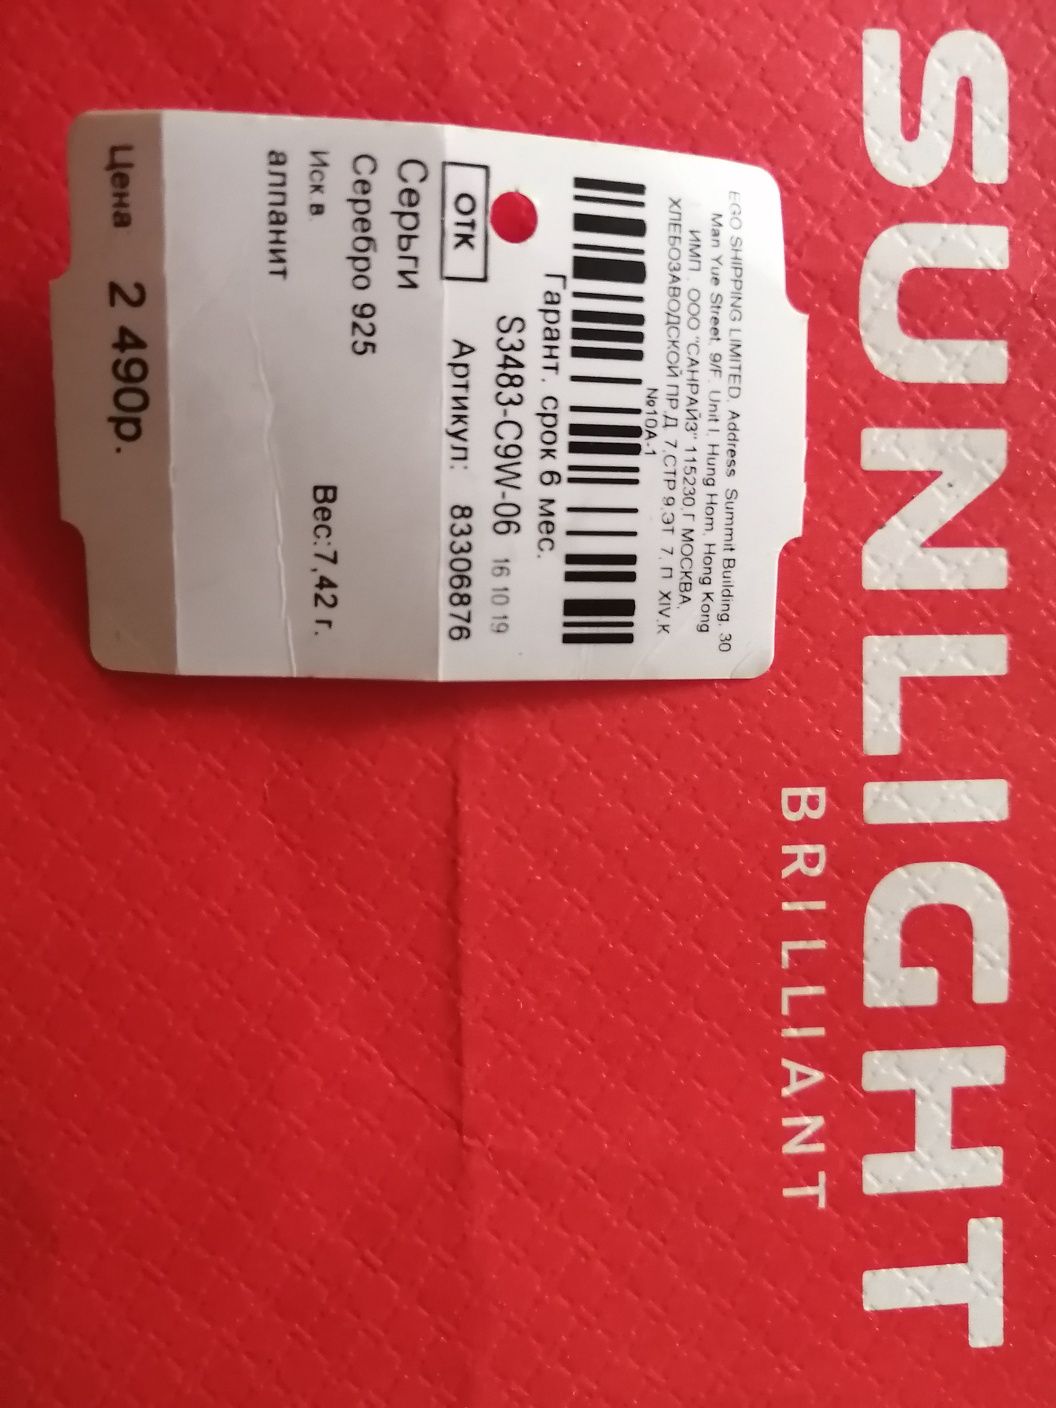 SUNLIGHT
BRILLIANT
EGO SHIPPING LIMITED, Address Summit Building, 30
Man Yue Street, 9/F. Unit I, Hung Hom, Hong Kong
ИМП. ООО "САНРАЙЗ" 115230,Г МОСКВА,
ХЛЕБОЗАВОДСКОЙ ПР,Д 7,СТР 9,ЭТ 7, П XIV,К
№10А-1
Гарант. срок 6 мес.
S3483-C9W-06 16 10 19
ОТК Артикул: 83306876
Серьги
Серебро 925
Иск.в. Вес:7,42 г.
аппанит
Цена 2 490р.